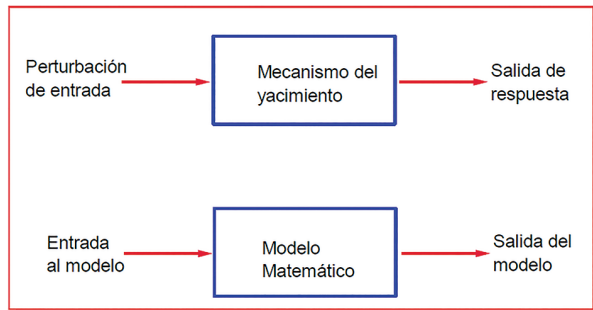 Perturbación
de entrada
Mecanismo del
yacimiento
Salida de
respuesta
Entrada
al modelo
Modelo
Matemático
Salida del
modelo